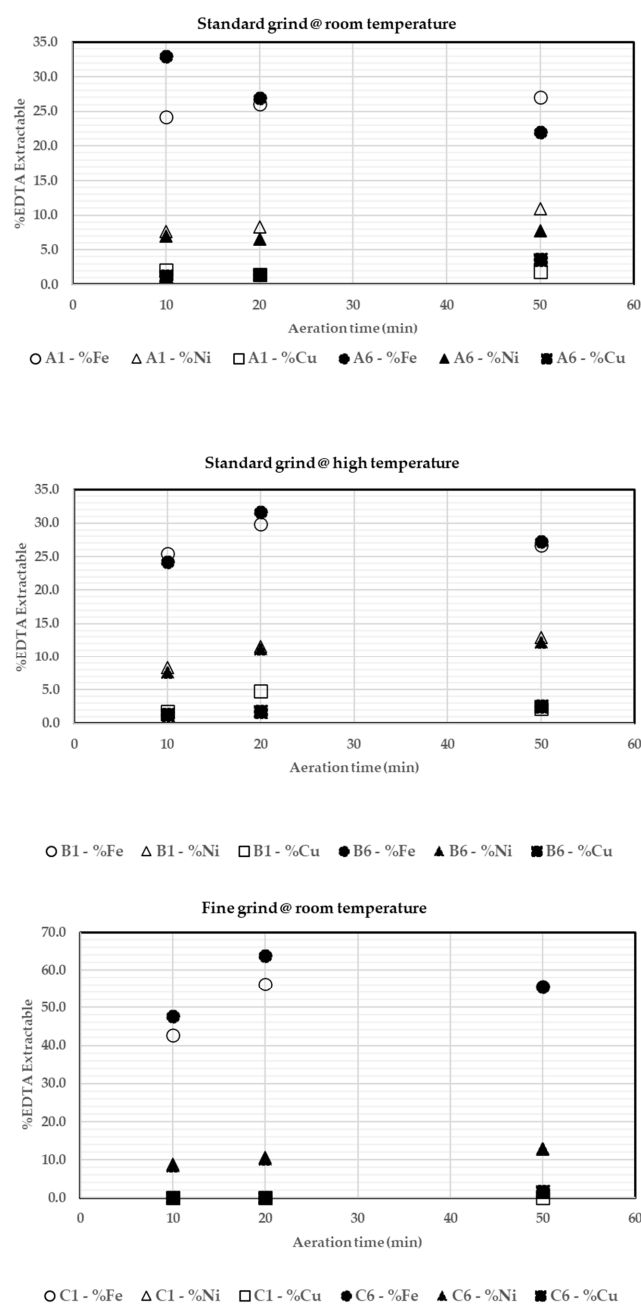 Standard grind @ room temperature
35.0
30.0
25.0
20.0
15.0
10.0
5.0
0.0
%EDTA Extractable
0 10 20 30 40 50 60
Aeration time (min)
A1 - %Fe A1 - %Ni A1 - %Cu A6 - %Fe A6 - %Ni A6 - %Cu
Standard grind @ high temperature
35.0
30.0
25.0
20.0
15.0
10.0
5.0
0.0
%EDTA Extractable
0 10 20 30 40 50 60
Aeration time (min)
B1 - %Fe B1 - %Ni B1 - %Cu B6 - %Fe B6 - %Ni B6 - %Cu
Fine grind @ room temperature
70.0
60.0
50.0
40.0
30.0
20.0
10.0
0.0
%EDTA Extractable
0 10 20 30 40 50 60
Aeration time (min)
C1 - %Fe C1 - %Ni C1 - %Cu C6 - %Fe C6 - %Ni C6 - %Cu